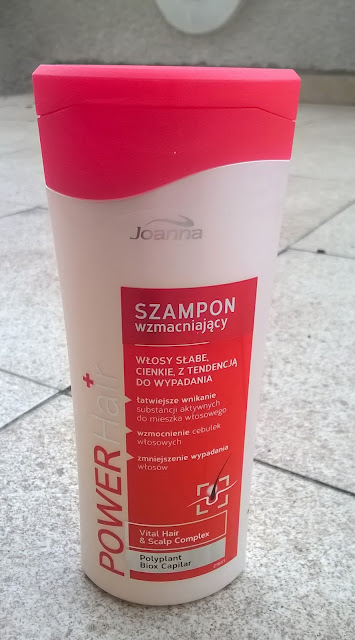 Joanna
SZAMPON
wzmacniający
WŁOSY SŁABE,
CIENKIE, Z TENDENCJĄ
DO WYPADANIA
łatwiejsze wnikanie
substancji aktywnych
do mieszka włosowego
wzmocnienie cebulek
włosowych
zmniejszenie wypadania
włosów
POWER Hair+
Vital Hair
& Scalp Complex
Polyplant
Biox Capilar